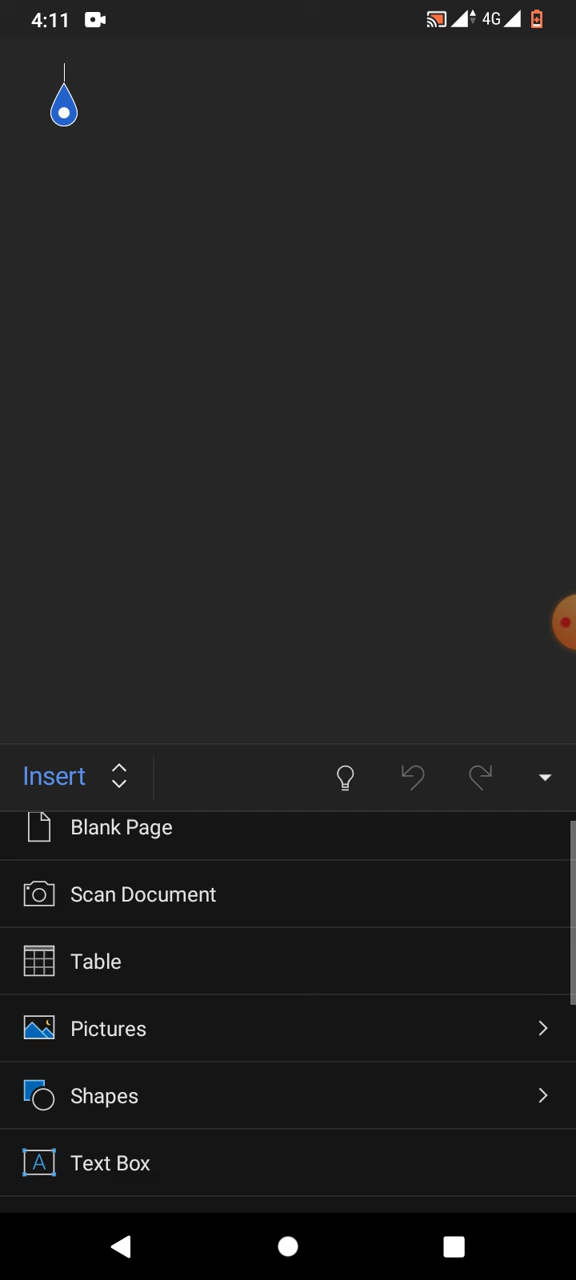 4:11
4G
Insert
Blank Page
Scan Document
Table
Pictures
Shapes
A Text Box